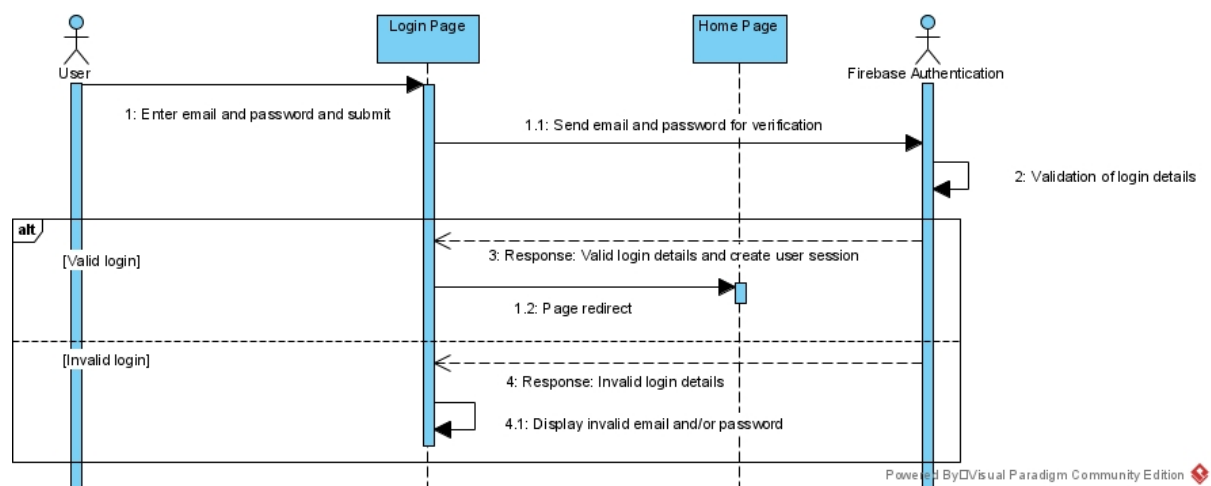 Login Page
Home Page
User
Firebase Authentication
1: Enter email and password and submit
1.1: Send email and password for verification
2: Validation of login details
alt
3: Response: Valid login details and create user session
[Valid login]
1.2: Page redirect
[Invalid login]
4: Response: Invalid login details
4.1: Display invalid email and/or password
Powered By□Visual Paradigm Community Edition